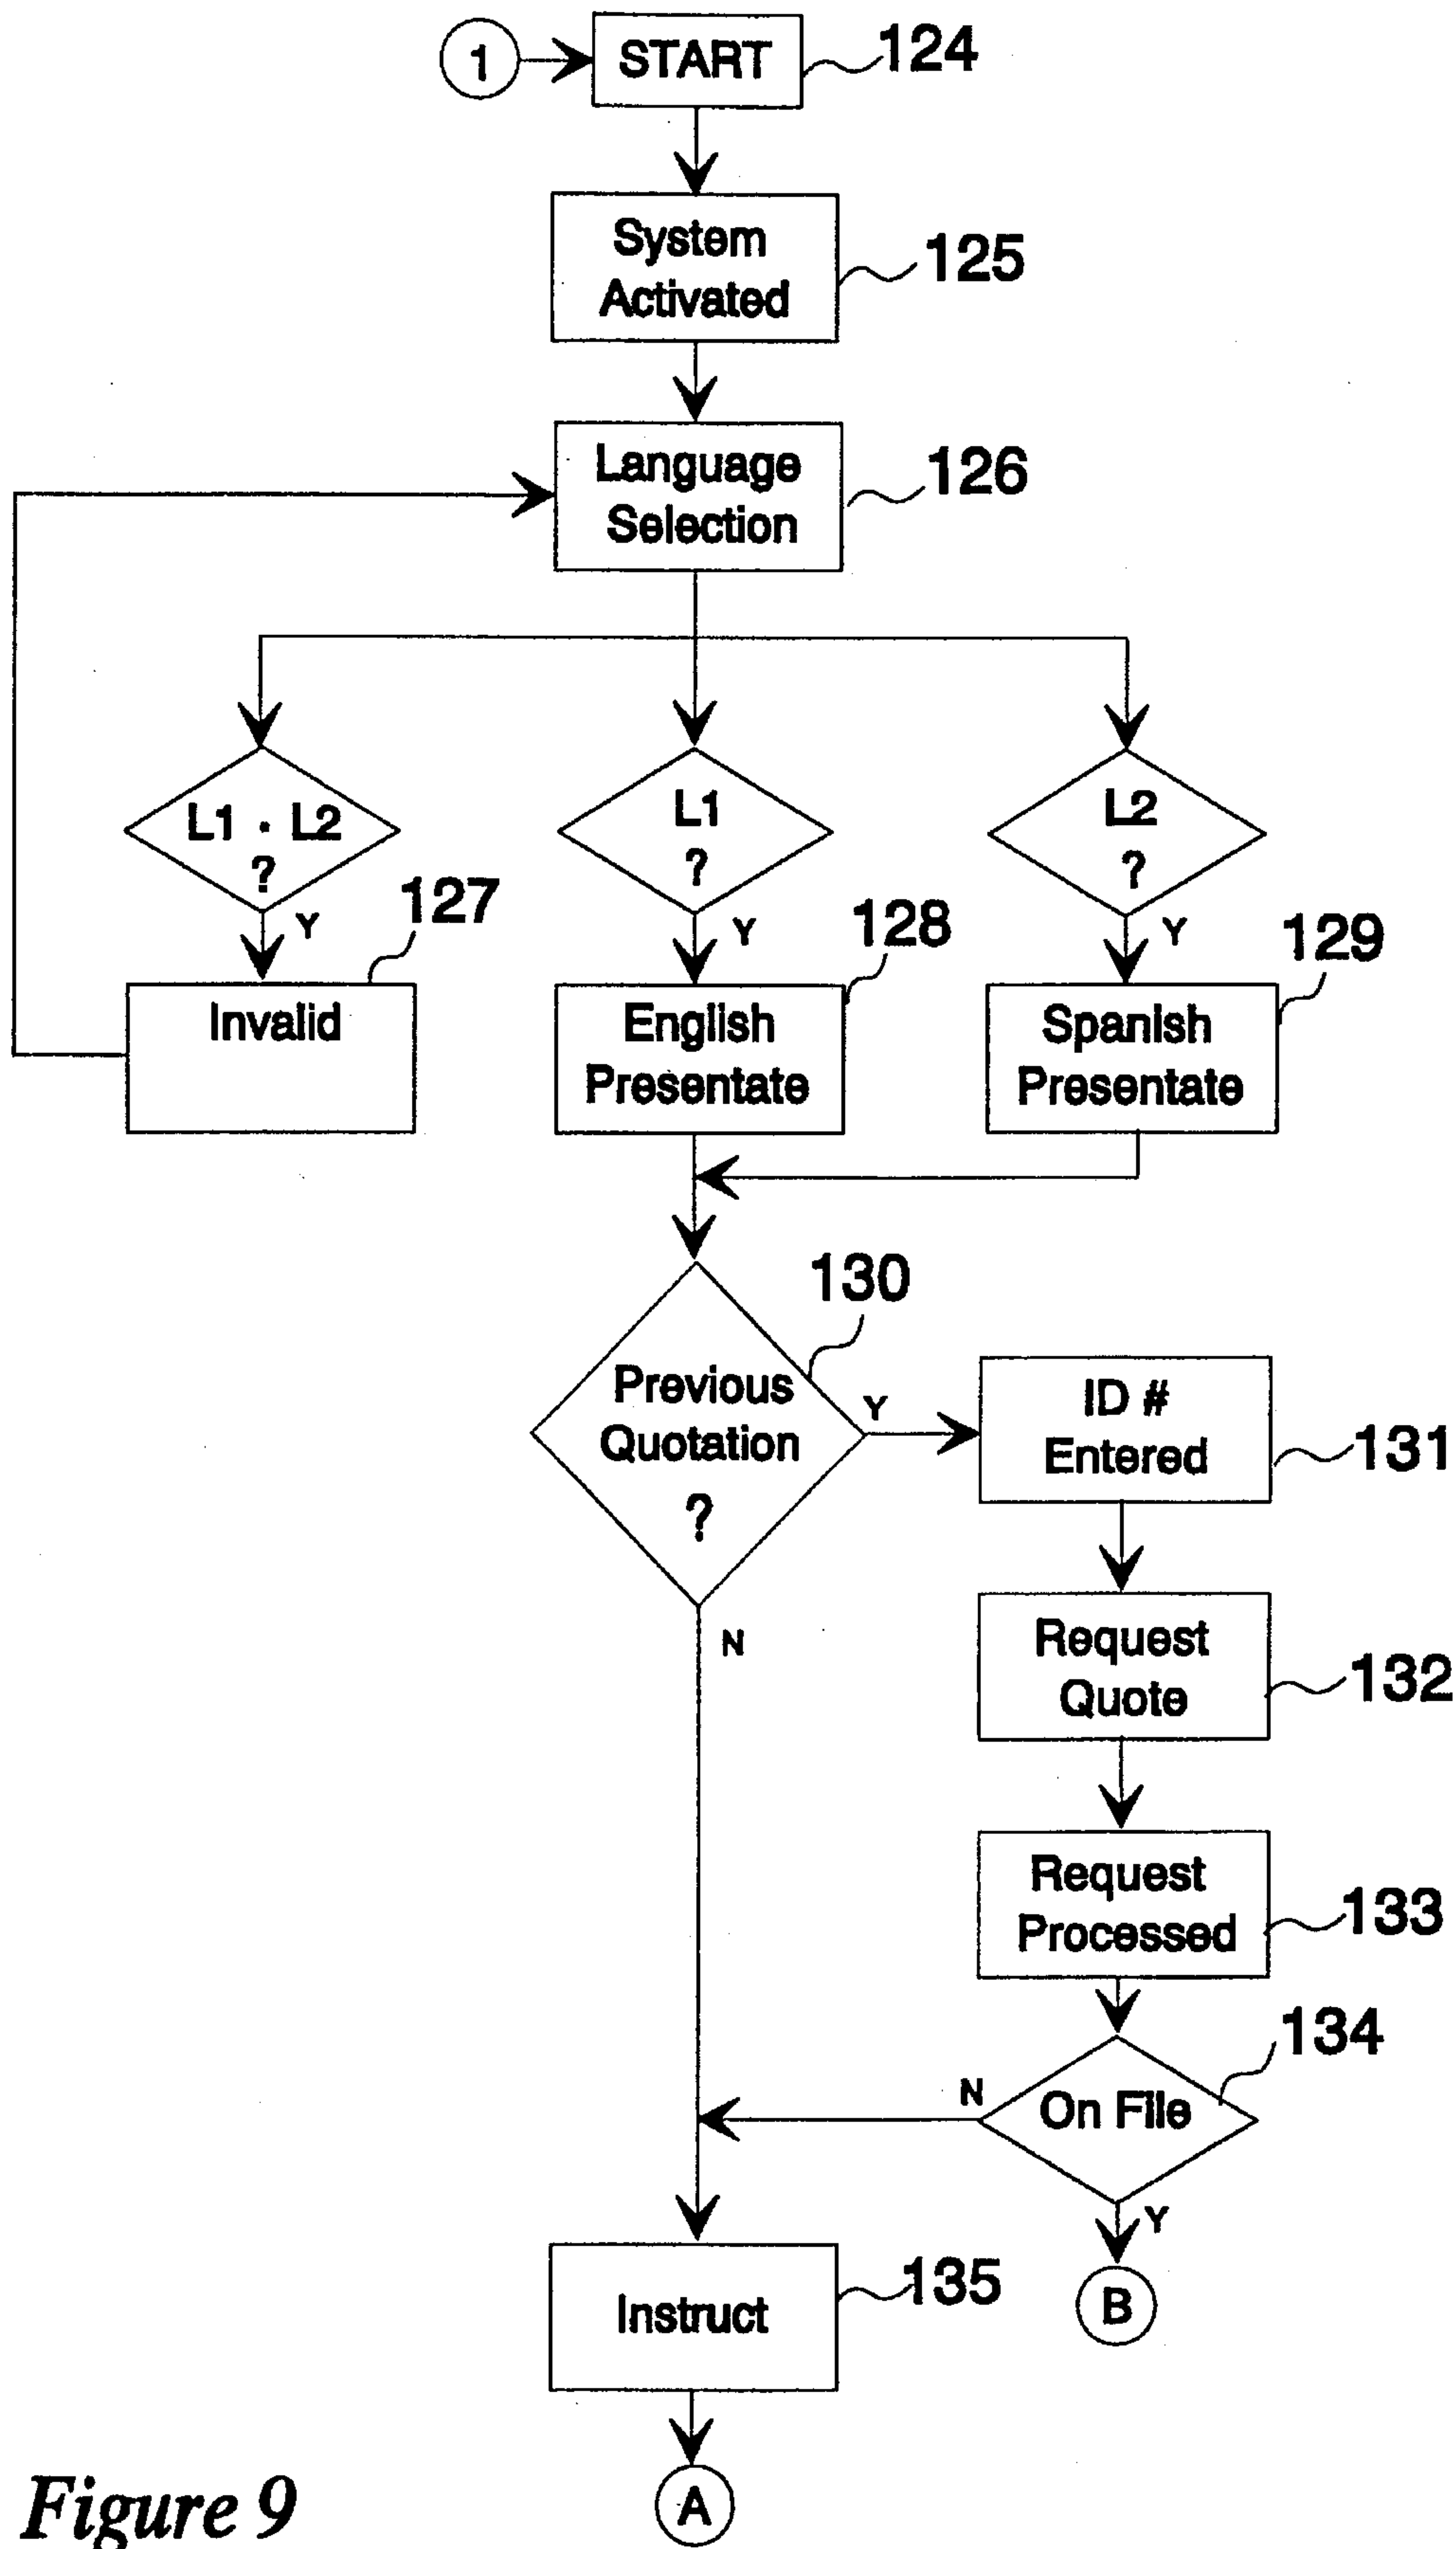 1
START
124
System
Activated
125
Language
Selection
126
L1 · L2
?
L1
?
L2
?
Y
127
Y
128
Y
129
Invalid
English
Presentate
Spanish
Presentate
130
Previous
Quotation
?
Y
ID #
Entered
131
N
Request
Quote
132
Request
Processed
133
134
On File
N
Y
B
Instruct
135
A
Figure 9